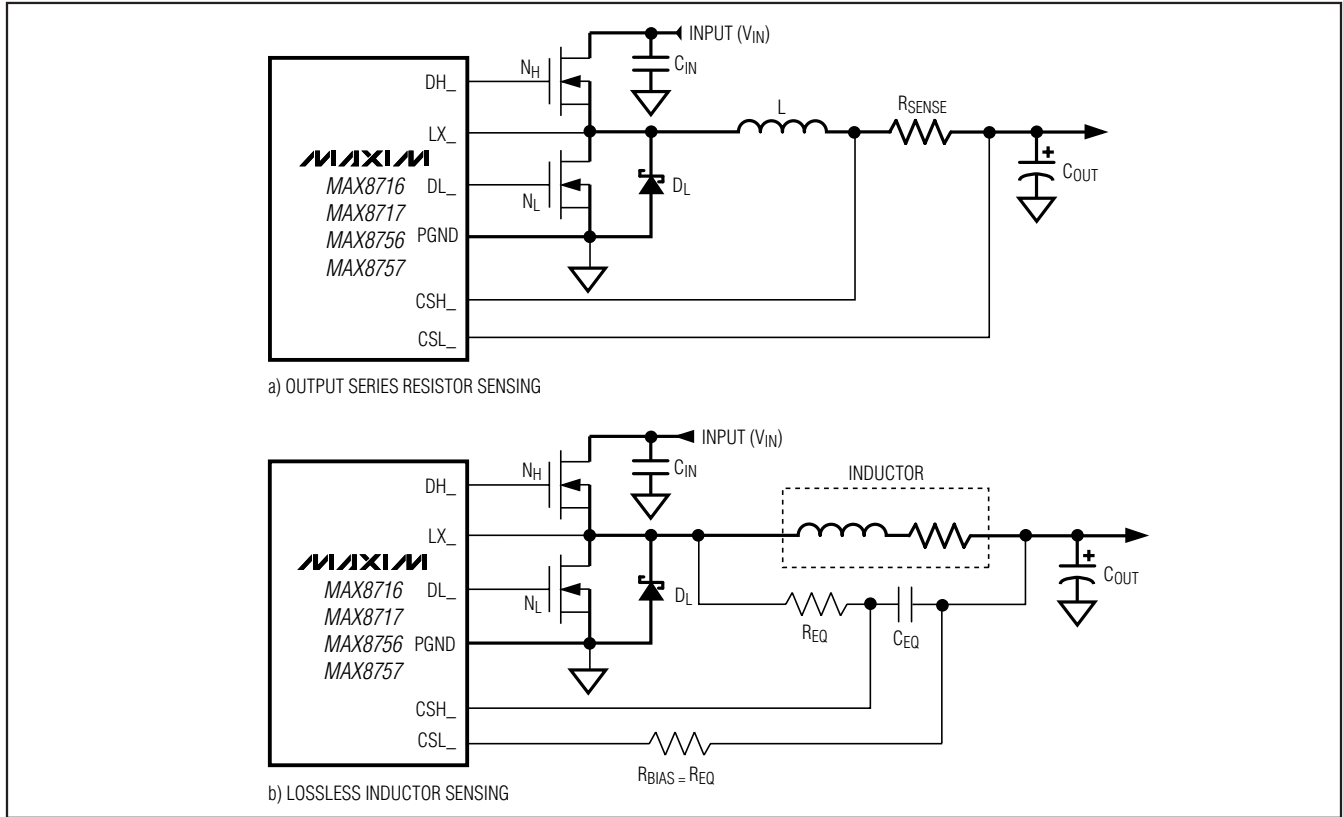 INPUT (VIN)
CIN
NH
DH_
L
RSENSE
LX_
MAXIM
MAX8716
MAX8717
MAX8756
MAX8757
DL_
NL
DL
+
COUT
PGND
CSH_
CSL_
a) OUTPUT SERIES RESISTOR SENSING
INPUT (VIN)
CIN
NH
DH_
INDUCTOR
LX_
MAXIM
MAX8716
MAX8717
MAX8756
MAX8757
DL_
NL
DL
+
COUT
REQ
CEQ
PGND
CSH_
CSL_
RBIAS = REQ
b) LOSSLESS INDUCTOR SENSING